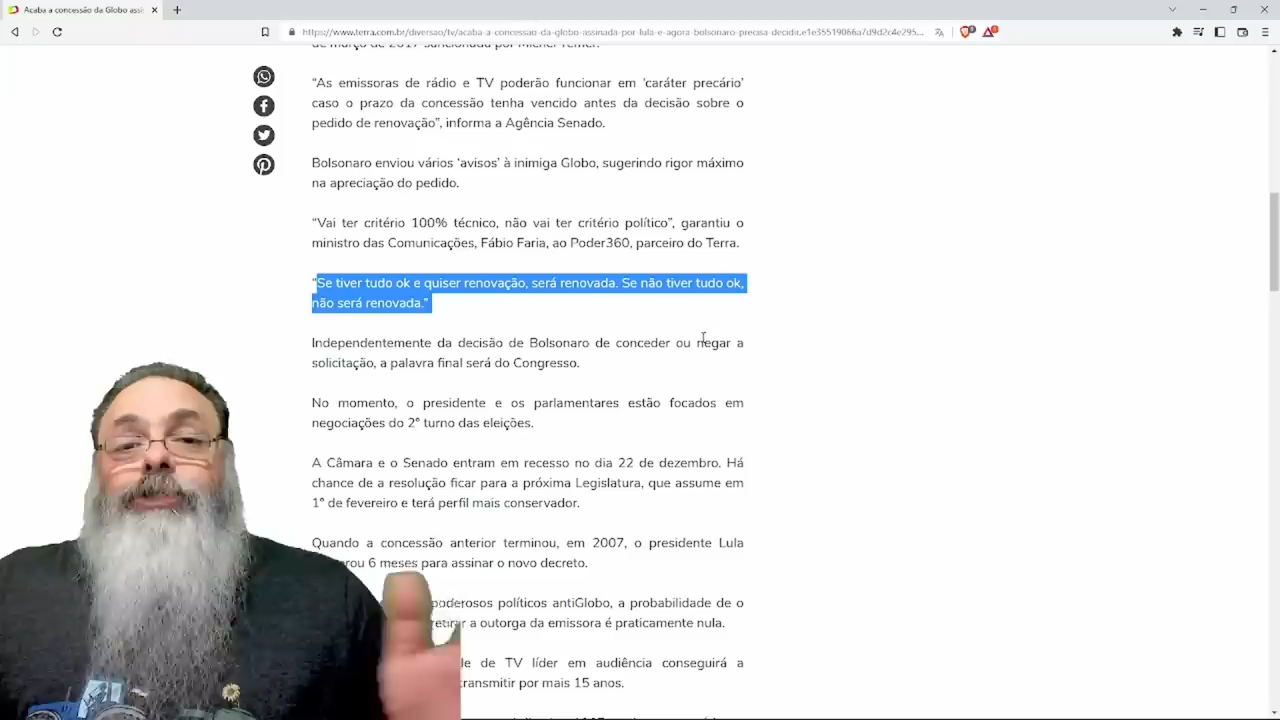 Acaba a concessão da Globo assi
https://www.terra.com.br/diversao/tv/acaba-a-concessao-da-globo-assinada-por-lula-e-agora-bolsonaro-precisa-decidir,e1e35519066a7d9d2c4e295...
de março de 2017 sancionada por Michel Temer.
“As emissoras de rádio e TV poderão funcionar em ‘caráter precário’
caso o prazo da concessão tenha vencido antes da decisão sobre o
pedido de renovação”, informa a Agência Senado.
Bolsonaro enviou vários ‘avisos’ à inimiga Globo, sugerindo rigor máximo
na apreciação do pedido.
“Vai ter critério 100% técnico, não vai ter critério político”, garantiu o
ministro das Comunicações, Fábio Faria, ao Poder360, parceiro do Terra.
“Se tiver tudo ok e quiser renovação, será renovada. Se não tiver tudo ok,
não será renovada.”
Independentemente da decisão de Bolsonaro de conceder ou negar a
solicitação, a palavra final será do Congresso.
No momento, o presidente e os parlamentares estão focados em
negociações do 2º turno das eleições.
A Câmara e o Senado entram em recesso no dia 22 de dezembro. Há
chance de a resolução ficar para a próxima Legislatura, que assume em
1º de fevereiro e terá perfil mais conservador.
Quando a concessão anterior terminou, em 2007, o presidente Lula
rou 6 meses para assinar o novo decreto.
poderosos políticos antiGlobo, a probabilidade de o
retirar a outorga da emissora é praticamente nula.
de TV líder em audiência conseguirá a
transmitir por mais 15 anos.